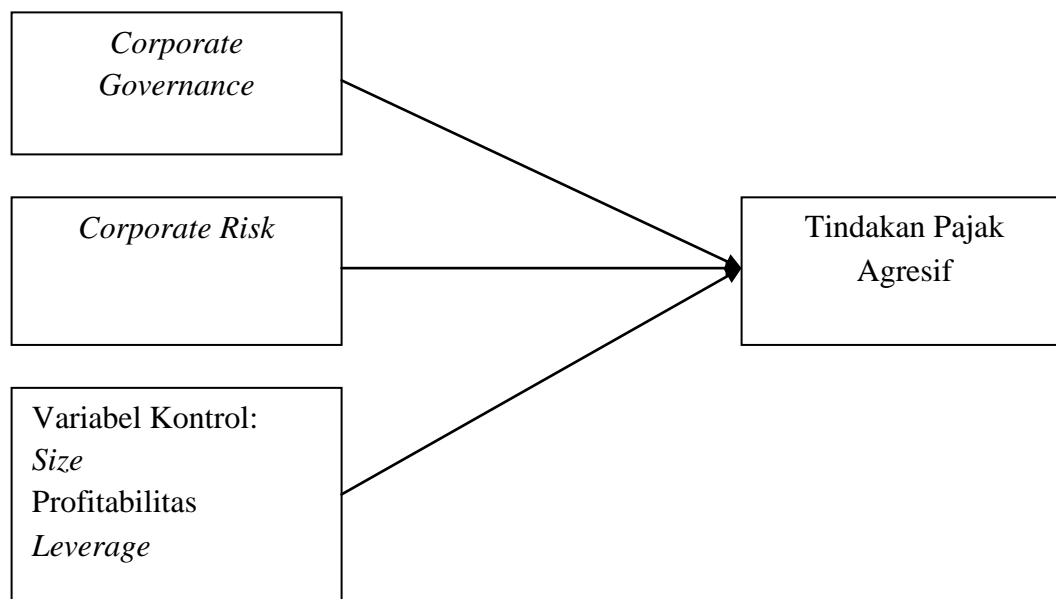 Corporate
Governance
Corporate Risk
Tindakan Pajak
Agresif
Variabel Kontrol:
Size
Profitabilitas
Leverage